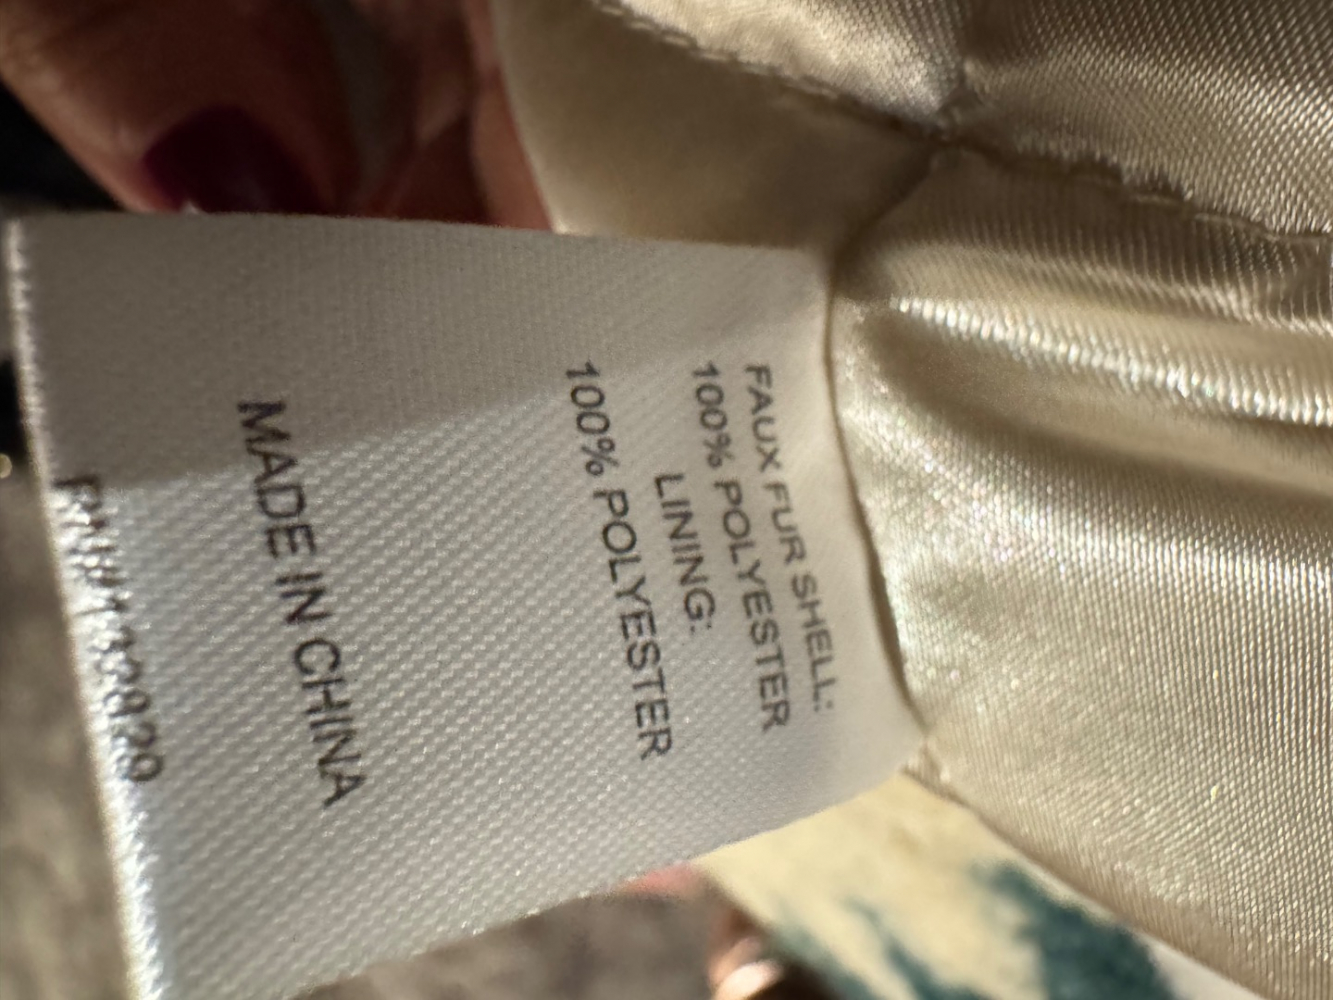 FAUX FUR SHELL:
100% POLYESTER
LINING:
100% POLYESTER
MADE IN CHINA